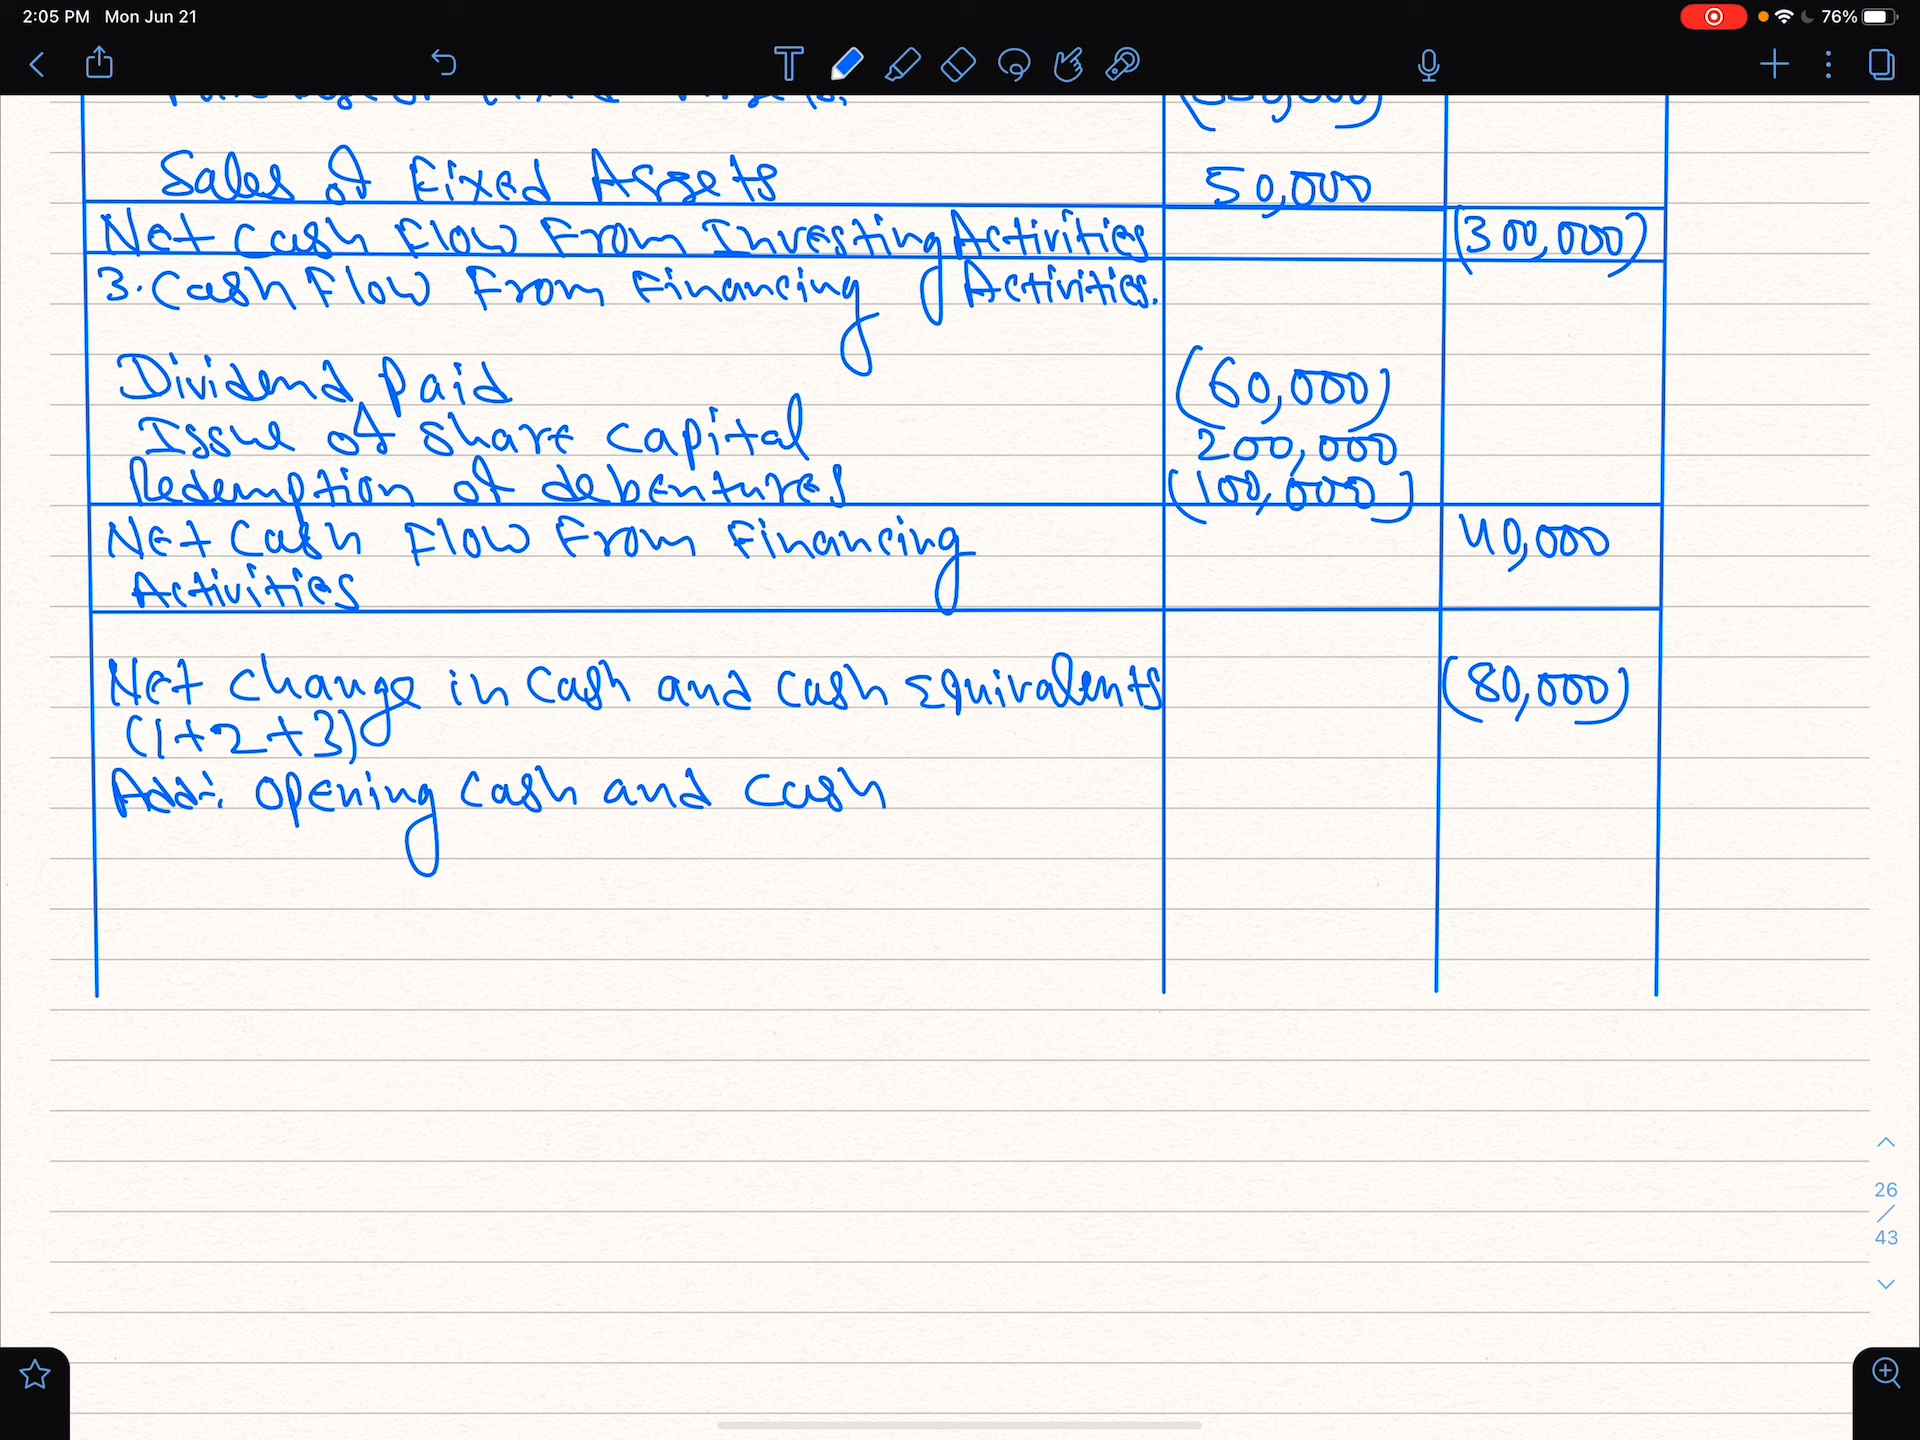 2:05 PM Mon Jun 21
76%
Sales of Fixed Assets 50,000
Net cash flow from Investing Activities (300,000)
3. Cash flow from Financing Activities.
Dividend paid (60,000)
Issue of share capital 200,000
Redemption of debentures (100,000)
Net cash flow from Financing 40,000
Activities
Net change in cash and cash equivalents (80,000)
(1+2+3)
Add:. opening cash and cash
26
/
43